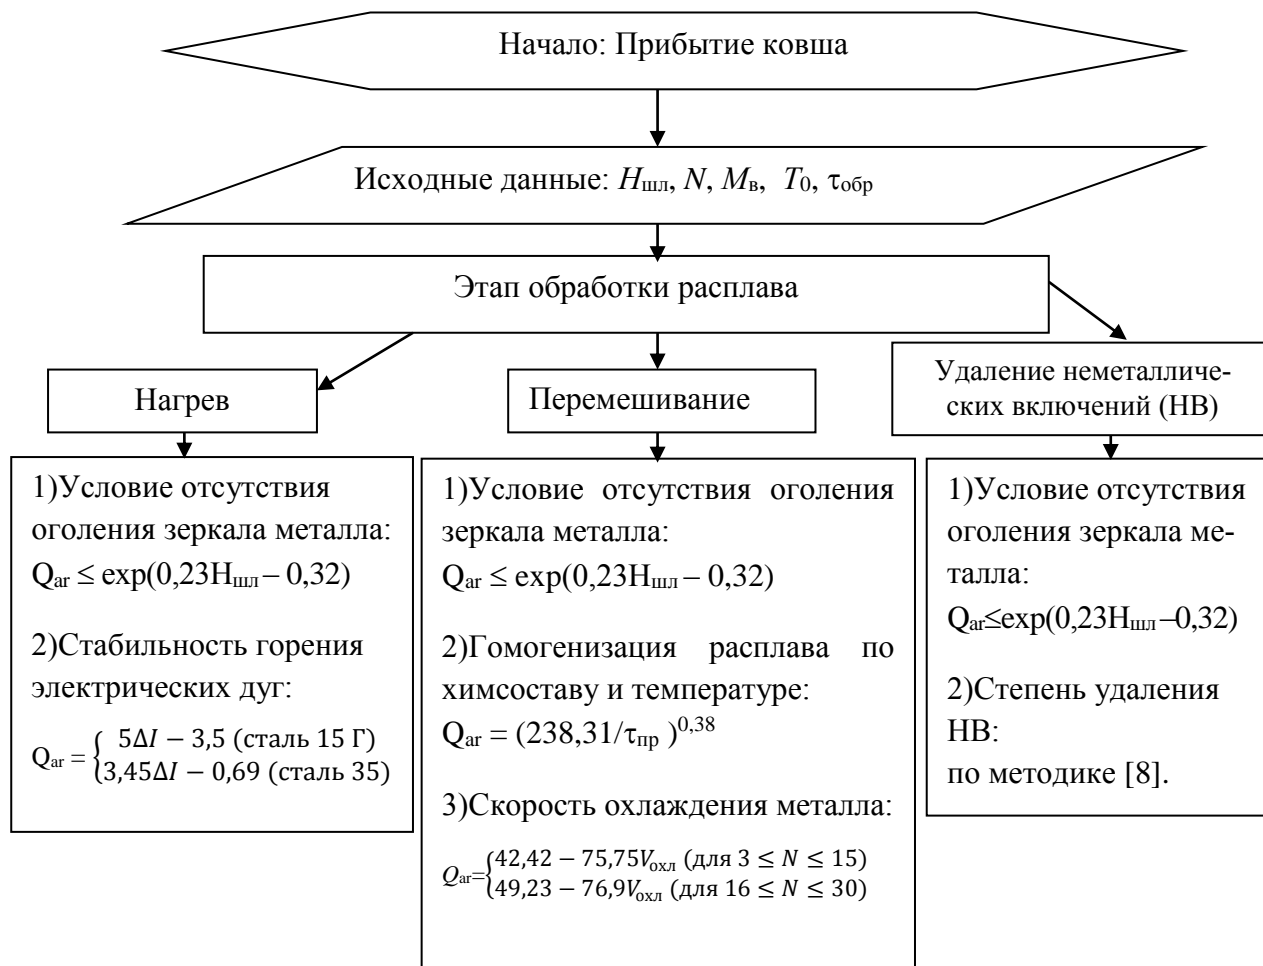 Начало: Прибытие ковша
Исходные данные: Hшл, N, Mв, T0, τобр
Этап обработки расплава
Нагрев
Перемешивание
Удаление неметалличе-
ских включений (НВ)
1)Условие отсутствия
оголения зеркала металла:
Qar ≤ exp(0,23Hшл – 0,32)
2)Стабильность горения
электрических дуг:
Qar = { 5ΔI − 3,5 (сталь 15 Г)
3,45ΔI − 0,69 (сталь 35)
1)Условие отсутствия оголения
зеркала металла:
Qar ≤ exp(0,23Hшл – 0,32)
2)Гомогенизация расплава по
химсоставу и температуре:
Qar = (238,31/τпр )^0,38
3)Скорость охлаждения металла:
Qar={ 42,42 − 75,75Vохл (для 3 ≤ N ≤ 15)
49,23 − 76,9Vохл (для 16 ≤ N ≤ 30)
1)Условие отсутствия
оголения зеркала ме-
талла:
Qar≤exp(0,23Hшл–0,32)
2)Степень удаления
НВ:
по методике [8].